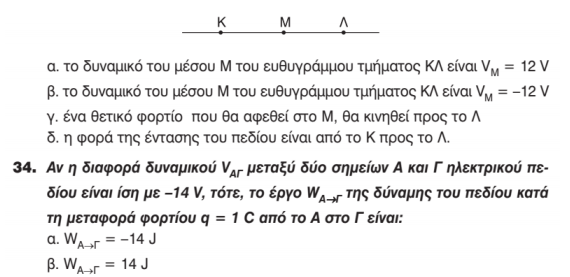 Κ Μ Λ
α. το δυναμικό του μέσου Μ του ευθυγράμμου τμήματος ΚΛ είναι V_M = 12 V
β. το δυναμικό του μέσου Μ του ευθυγράμμου τμήματος ΚΛ είναι V_M = –12 V
γ. ένα θετικό φορτίο που θα αφεθεί στο Μ, θα κινηθεί προς το Λ
δ. η φορά της έντασης του πεδίου είναι από το Κ προς το Λ.
34. Αν η διαφορά δυναμικού V_ΑΓ μεταξύ δύο σημείων Α και Γ ηλεκτρικού πε-
δίου είναι ίση με –14 V, τότε, το έργο W_Α→Γ της δύναμης του πεδίου κατά
τη μεταφορά φορτίου q = 1 C από το Α στο Γ είναι:
α. W_Α→Γ = –14 J
β. W_Α→Γ = 14 J